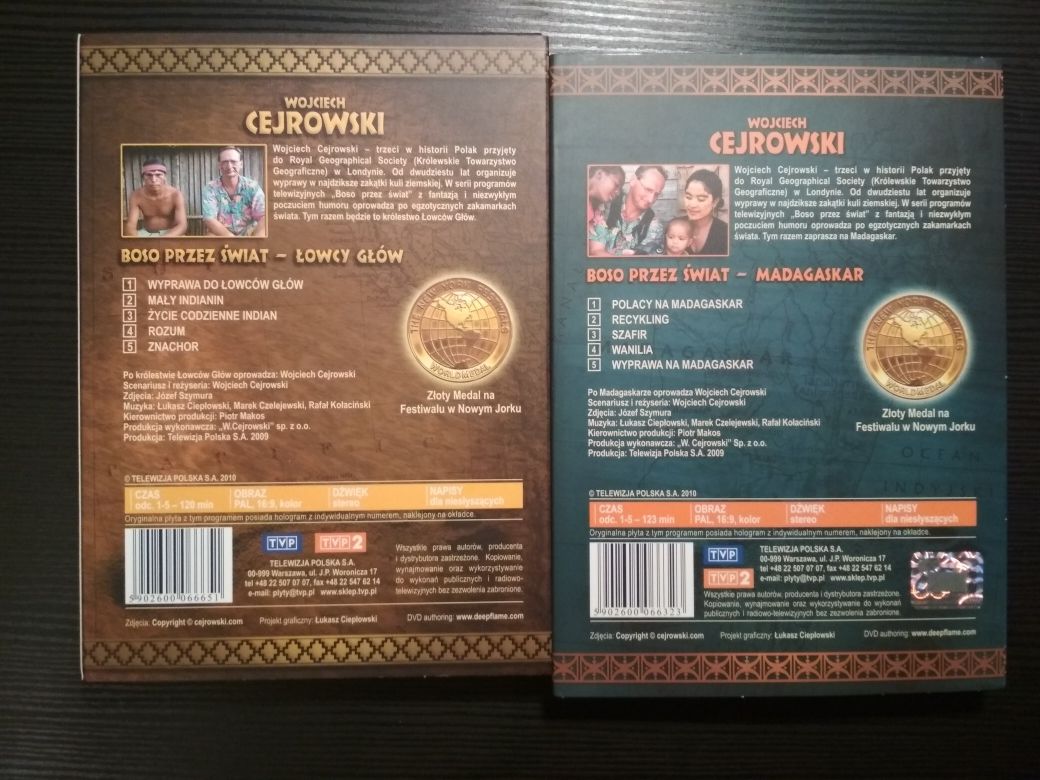 WOJCIECH
CEJROWSKI
Wojciech Cejrowski – trzeci w historii Polak przyjęty
do Royal Geographical Society (Królewskie Towarzystwo
Geograficzne) w Londynie. Od dwudziestu lat organizuje
wyprawy w najdziksze zakątki kuli ziemskiej. W serii programów
telewizyjnych „Boso przez świat” z fantazją i niezwykłym
poczuciem humoru oprowadza po egzotycznych zakamarkach
świata. Tym razem będzie to królestwo Łowców Głów.
BOSO PRZEZ ŚWIAT – ŁOWCY GŁÓW
1 WYPRAWA DO ŁOWCÓW GŁÓW
2 MAŁY INDIANIN
3 ŻYCIE CODZIENNE INDIAN
4 ROZUM
5 ZNACHOR
THE NEW YORK FESTIVALS
WORLDMEDAL
Złoty Medal na
Festiwalu w Nowym Jorku
Po królestwie Łowców Głów oprowadza: Wojciech Cejrowski
Scenariusz i reżyseria: Wojciech Cejrowski
Zdjęcia: Józef Szymura
Muzyka: Łukasz Ciepłowski, Marek Czelejewski, Rafał Kołaciński
Kierownictwo produkcji: Piotr Makos
Produkcja wykonawcza: „W.Cejrowski” sp. z o.o.
Produkcja: Telewizja Polska S.A. 2009
© TELEWIZJA POLSKA S.A. 2010
CZAS OBRAZ DŹWIĘK NAPISY
odc. 1-5 – 120 min PAL, 16:9, kolor stereo dla niesłyszących
Oryginalna płyta z tym programem posiada hologram z indywidualnym numerem, naklejony na okładce.
5902600066651
TVP TVP2
TELEWIZJA POLSKA S.A.
00-999 Warszawa, ul. J.P. Woronicza 17
tel +48 22 507 07 07, fax +48 22 547 62 14
e-mail: plyty@tvp.pl www.sklep.tvp.pl
Wszystkie prawa autorów, producenta
i dystrybutora zastrzeżone. Kopiowanie,
wynajmowanie oraz wykorzystywanie
do wykonań publicznych i radiowo-
telewizyjnych bez zezwolenia zabronione.
Zdjęcia: Copyright © cejrowski.com Projekt graficzny: Łukasz Ciepłowski DVD authoring: www.deepflame.com
WOJCIECH
CEJROWSKI
Wojciech Cejrowski – trzeci w historii Polak przyjęty
do Royal Geographical Society (Królewskie Towarzystwo
Geograficzne) w Londynie. Od dwudziestu lat organizuje
wyprawy w najdziksze zakątki kuli ziemskiej. W serii programów
telewizyjnych „Boso przez świat” z fantazją i niezwykłym
poczuciem humoru oprowadza po egzotycznych zakamarkach
świata. Tym razem zaprasza na Madagaskar.
BOSO PRZEZ ŚWIAT – MADAGASKAR
1 POLACY NA MADAGASKAR
2 RECYKLING
3 SZAFIR
4 WANILIA
5 WYPRAWA NA MADAGASKAR
THE NEW YORK FESTIVALS
WORLDMEDAL
Złoty Medal na
Festiwalu w Nowym Jorku
Po Madagaskarze oprowadza Wojciech Cejrowski
Scenariusz i reżyseria: Wojciech Cejrowski
Zdjęcia: Józef Szymura
Muzyka: Łukasz Ciepłowski, Marek Czelejewski, Rafał Kołaciński
Kierownictwo produkcji: Piotr Makos
Produkcja wykonawcza: „W. Cejrowski” Sp. z o.o.
Produkcja: Telewizja Polska S.A. 2009
OCEAN
© TELEWIZJA POLSKA S.A. 2010
CZAS OBRAZ DŹWIĘK NAPISY
odc. 1-5 – 123 min PAL, 16:9, kolor stereo dla niesłyszących
Oryginalna płyta z tym programem posiada hologram z indywidualnym numerem, naklejony na okładce.
5902600066323
TVP
TVP2
TELEWIZJA POLSKA S.A.
00-999 Warszawa, ul. J.P. Woronicza 17
tel +48 22 507 07 07, fax +48 22 547 62 14
e-mail: plyty@tvp.pl www.sklep.tvp.pl
Wszystkie prawa autorów, producenta i dystrybutora zastrzeżone.
Kopiowanie, wynajmowanie oraz wykorzystywanie do wykonań
publicznych i radiowo-telewizyjnych bez zezwolenia zabronione.
Zdjęcia: Copyright © cejrowski.com Projekt graficzny: Łukasz Ciepłowski DVD authoring: www.deepflame.com